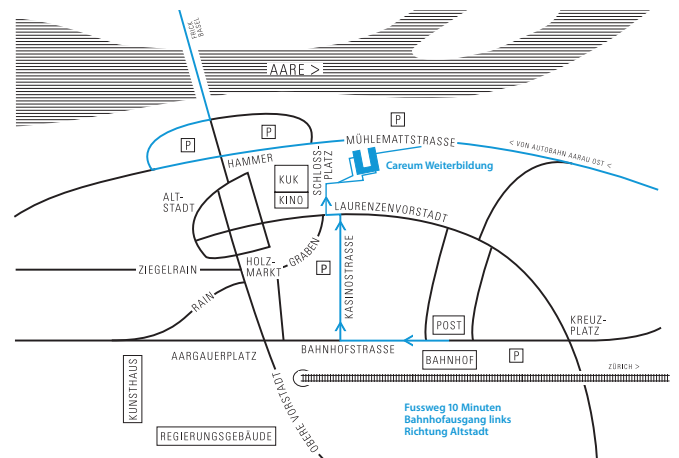 FRICK
BASEL
AARE >
P
P
P
MÜHLEMATTSTRASSE
< VON AUTOBAHN AARAU OST <
HAMMER
SCHLOSS-
PLATZ
Careum Weiterbildung
KUK
KINO
ALT-
STADT
LAURENZENVORSTADT
GRABEN
HOLZ-
MARKT
ZIEGELRAIN
P
KASINOSTRASSE
RAIN
POST
KREUZ-
PLATZ
AARGAUERPLATZ
BAHNHOFSTRASSE
BAHNHOF
P
ZÜRICH >
KUNSTHAUS
OBERE VORSTADT
REGIERUNGSGEBÄUDE
Fussweg 10 Minuten
Bahnhofausgang links
Richtung Altstadt